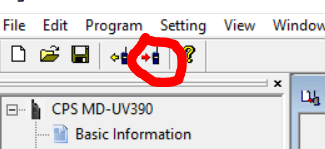 File Edit Program Setting View Window
CPS MD-UV390
Basic Information